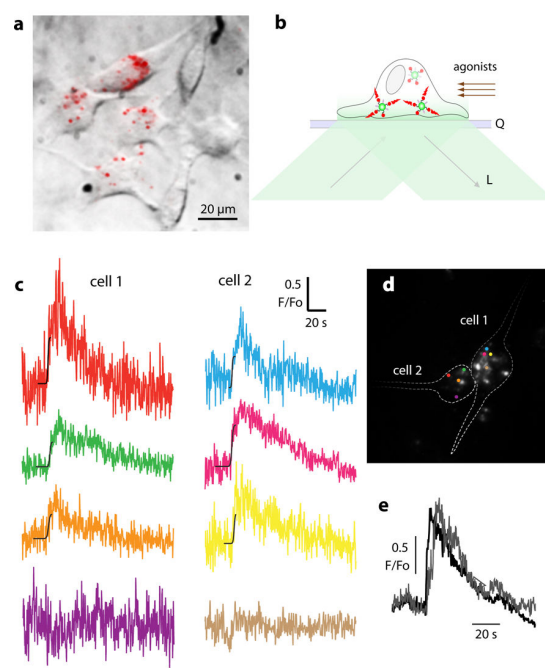 a
20 µm
b
agonists
Q
L
c
cell 1
cell 2
0.5
F/Fo
20 s
d
cell 1
cell 2
e
0.5
F/Fo
20 s